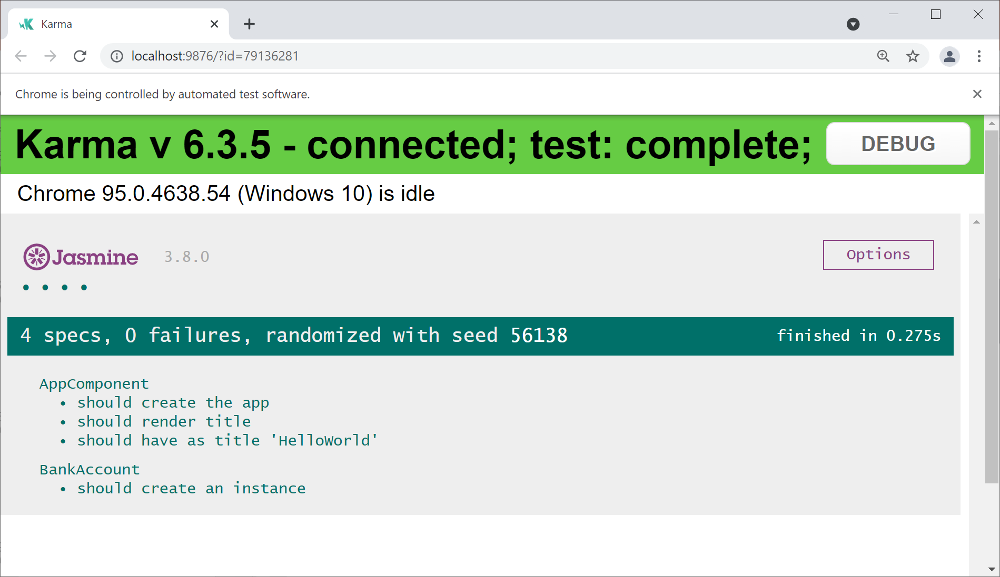 Karma
localhost:9876/?id=79136281
Chrome is being controlled by automated test software.
Karma v 6.3.5 - connected; test: complete;
DEBUG
Chrome 95.0.4638.54 (Windows 10) is idle
Jasmine 3.8.0
Options
• • • •
4 specs, 0 failures, randomized with seed 56138
finished in 0.275s
AppComponent
• should create the app
• should render title
• should have as title 'HelloWorld'
BankAccount
• should create an instance